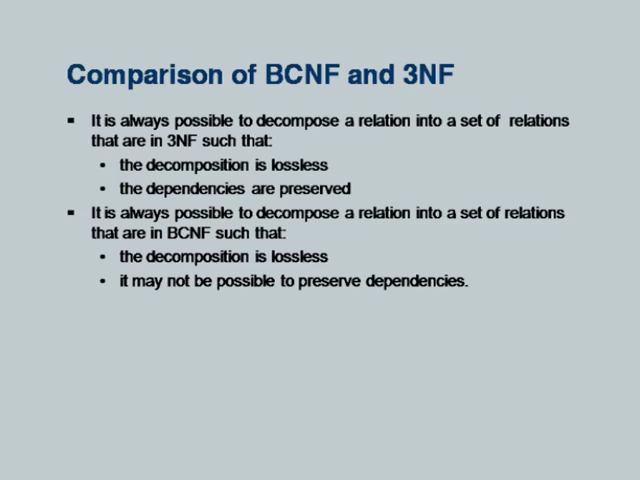 Comparison of BCNF and 3NF
▪ It is always possible to decompose a relation into a set of relations
that are in 3NF such that:
• the decomposition is lossless
• the dependencies are preserved
▪ It is always possible to decompose a relation into a set of relations
that are in BCNF such that:
• the decomposition is lossless
• it may not be possible to preserve dependencies.